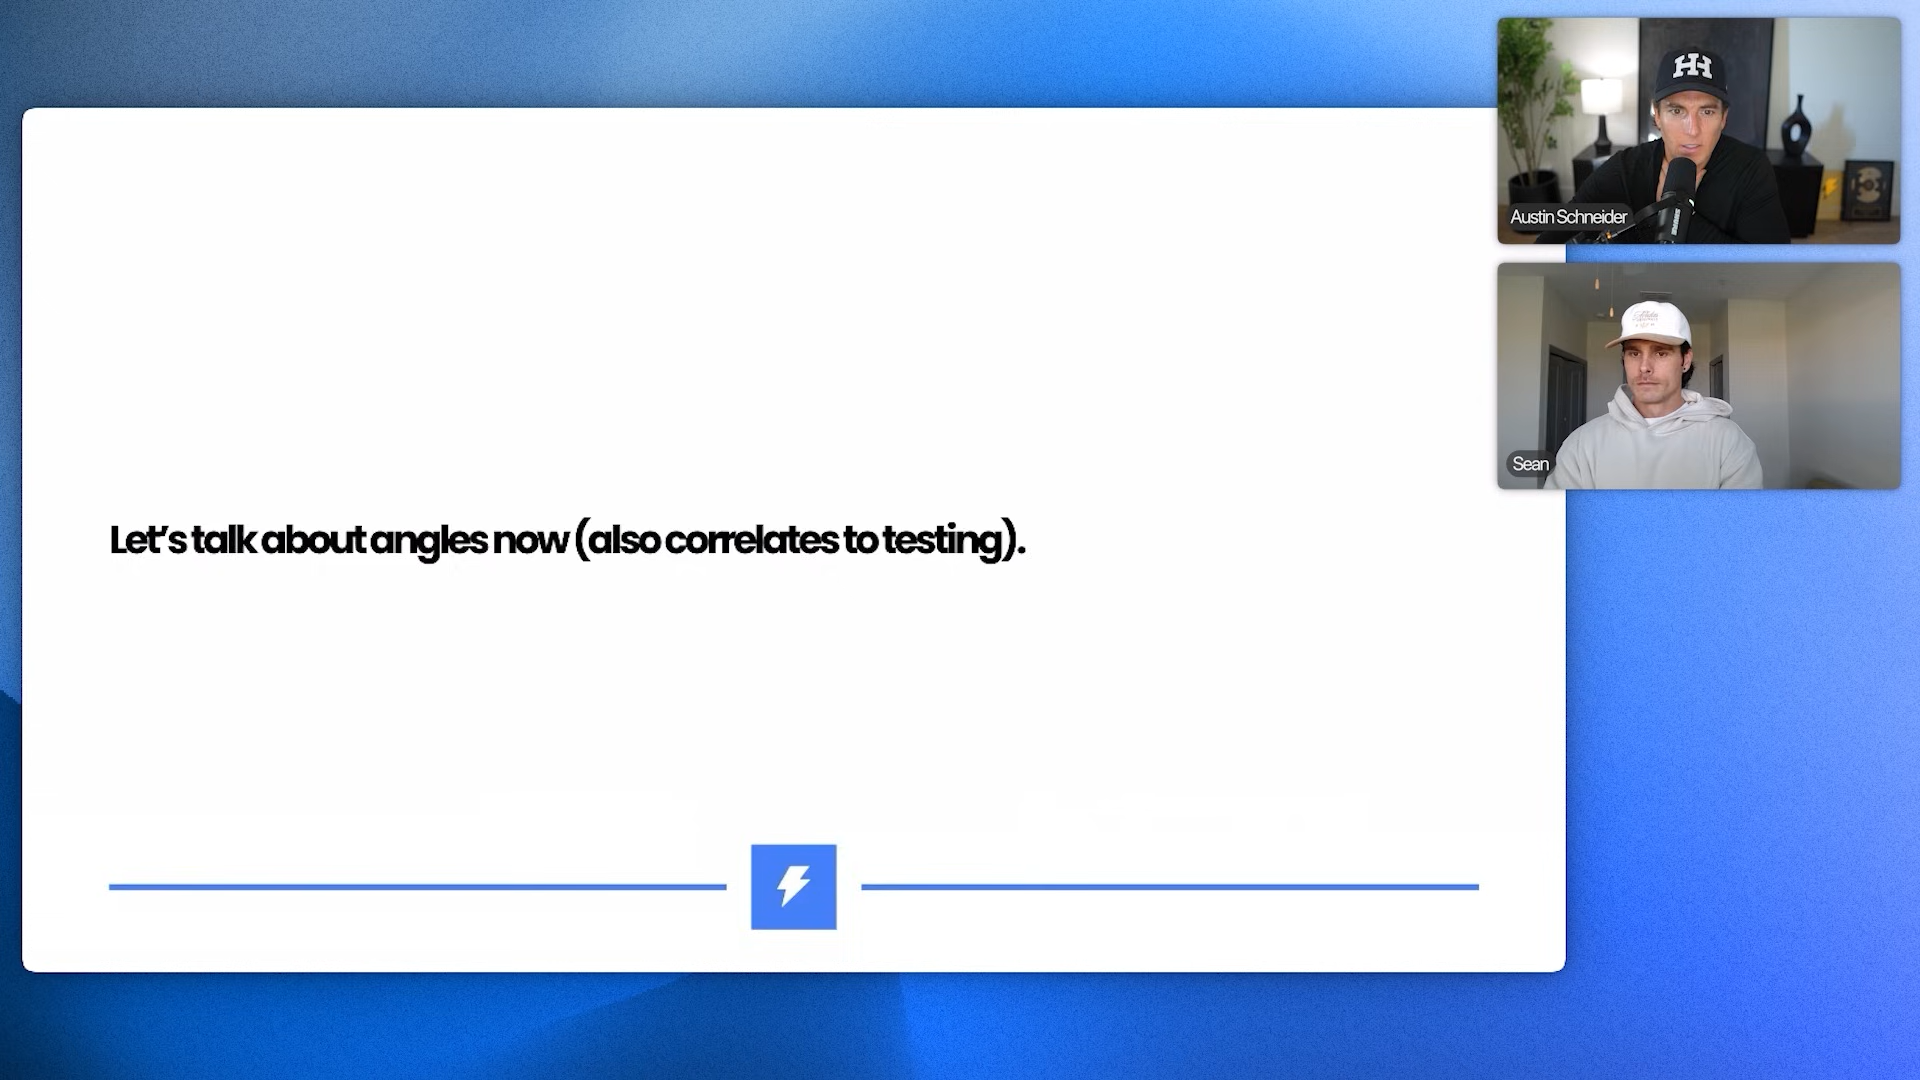 Let's talk about angles now (also correlates to testing).
Austin Schneider
Sean